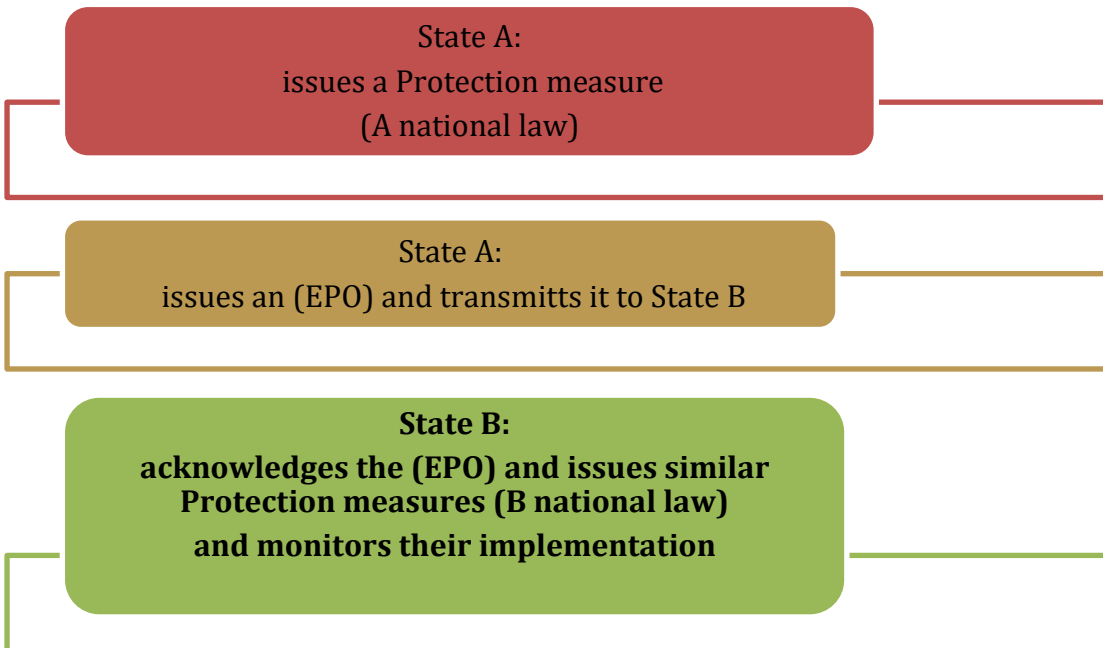 State A:
issues a Protection measure
(A national law)
State A:
issues an (EPO) and transmitts it to State B
State B:
acknowledges the (EPO) and issues similar
Protection measures (B national law)
and monitors their implementation